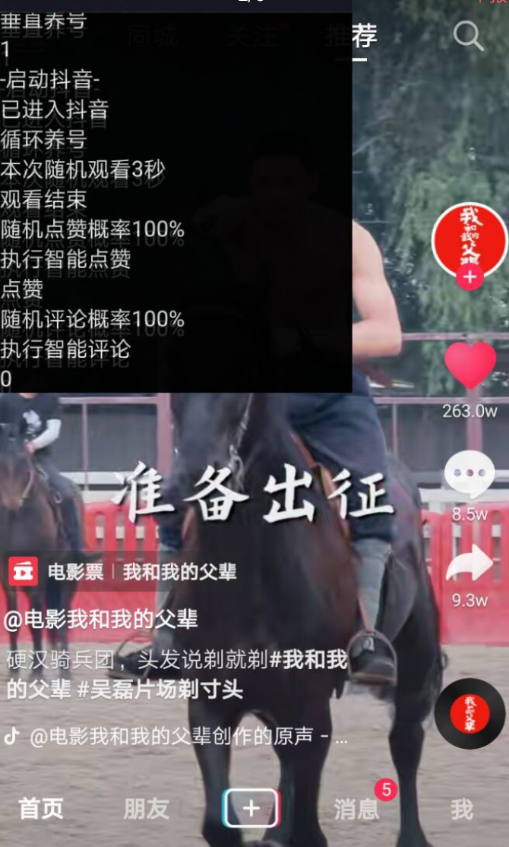 垂直养号
同城
关注
推荐
1
-启动抖音-
已进入抖音
循环养号
本次随机观看3秒
观看结束
随机点赞概率100%
执行智能点赞
点赞
随机评论概率100%
执行智能评论
0
我和我的父辈
263.0w
准备出征
8.5w
电影票 | 我和我的父辈
9.3w
@电影我和我的父辈
硬汉骑兵团，头发说剃就剃#我和我
的父辈 #吴磊片场剃寸头
@电影我和我的父辈创作的原声 - ...
首页
朋友
消息
5
我